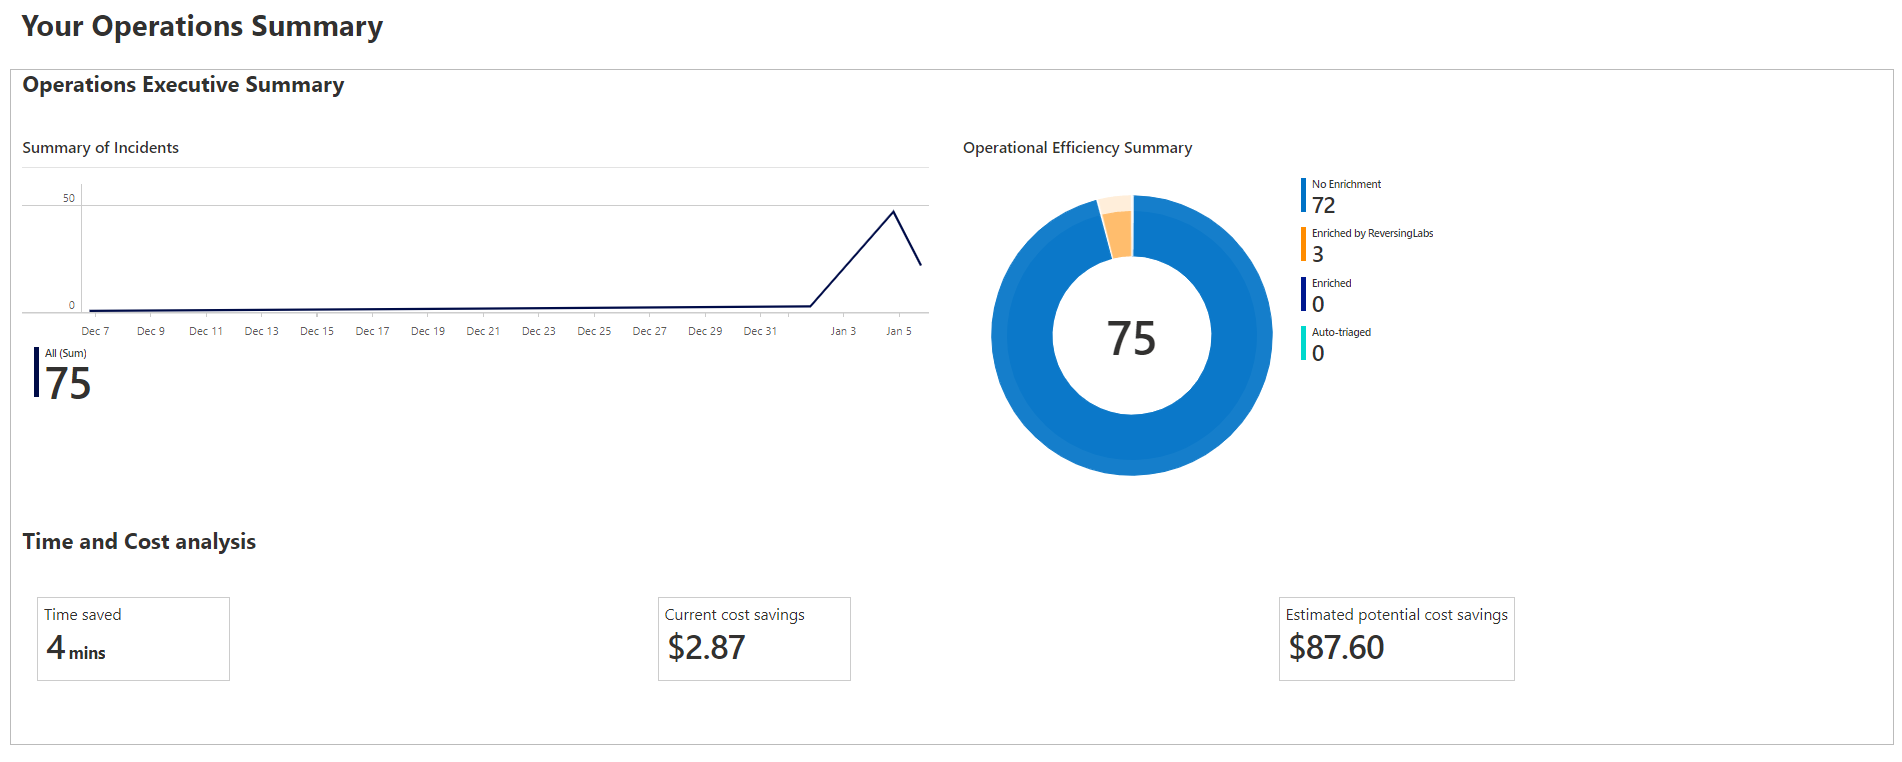 Your Operations Summary
Operations Executive Summary
Summary of Incidents
50
0
Dec 7 Dec 9 Dec 11 Dec 13 Dec 15 Dec 17 Dec 19 Dec 21 Dec 23 Dec 25 Dec 27 Dec 29 Dec 31 Jan 3 Jan 5
All (Sum)
75
Operational Efficiency Summary
75
No Enrichment
72
Enriched by ReversingLabs
3
Enriched
0
Auto-triaged
0
Time and Cost analysis
Time saved
4 mins
Current cost savings
$2.87
Estimated potential cost savings
$87.60